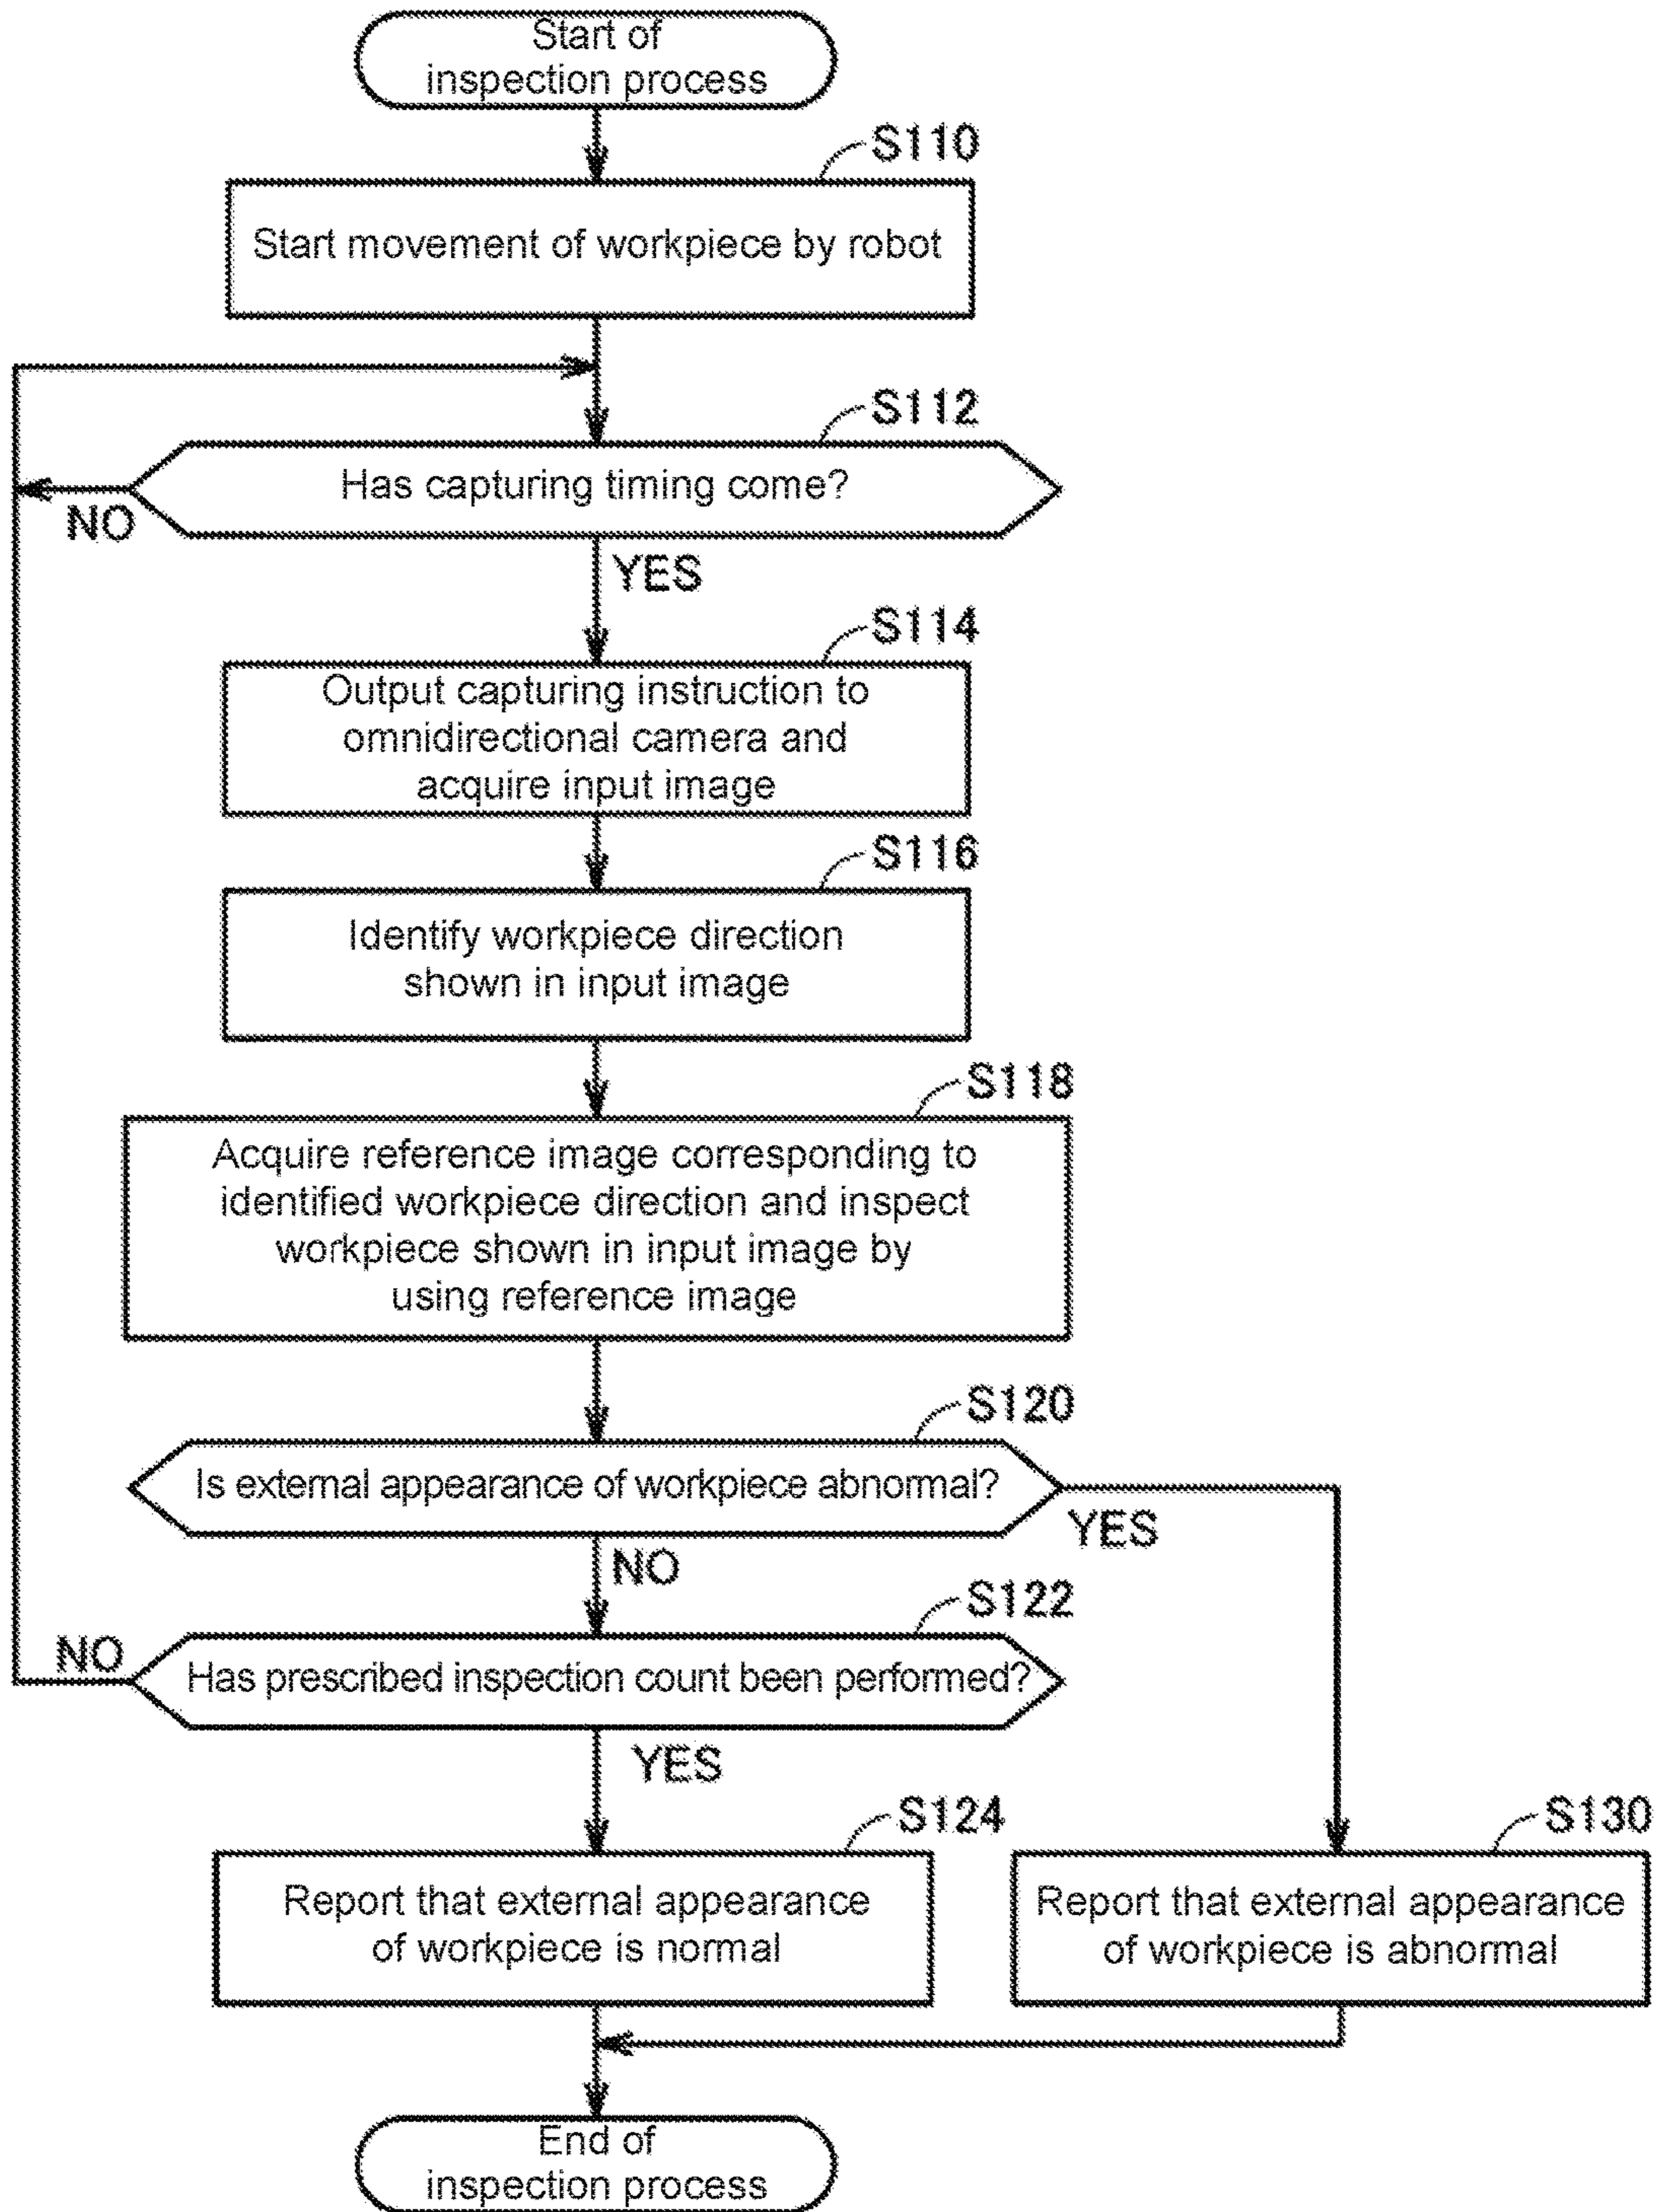 Start of
inspection process
S110
Start movement of workpiece by robot
S112
Has capturing timing come?
NO
YES
S114
Output capturing instruction to
omnidirectional camera and
acquire input image
S116
Identify workpiece direction
shown in input image
S118
Acquire reference image corresponding to
identified workpiece direction and inspect
workpiece shown in input image by
using reference image
S120
Is external appearance of workpiece abnormal?
YES
NO
S122
NO
Has prescribed inspection count been performed?
YES
S124
Report that external appearance
of workpiece is normal
S130
Report that external appearance
of workpiece is abnormal
End of
inspection process